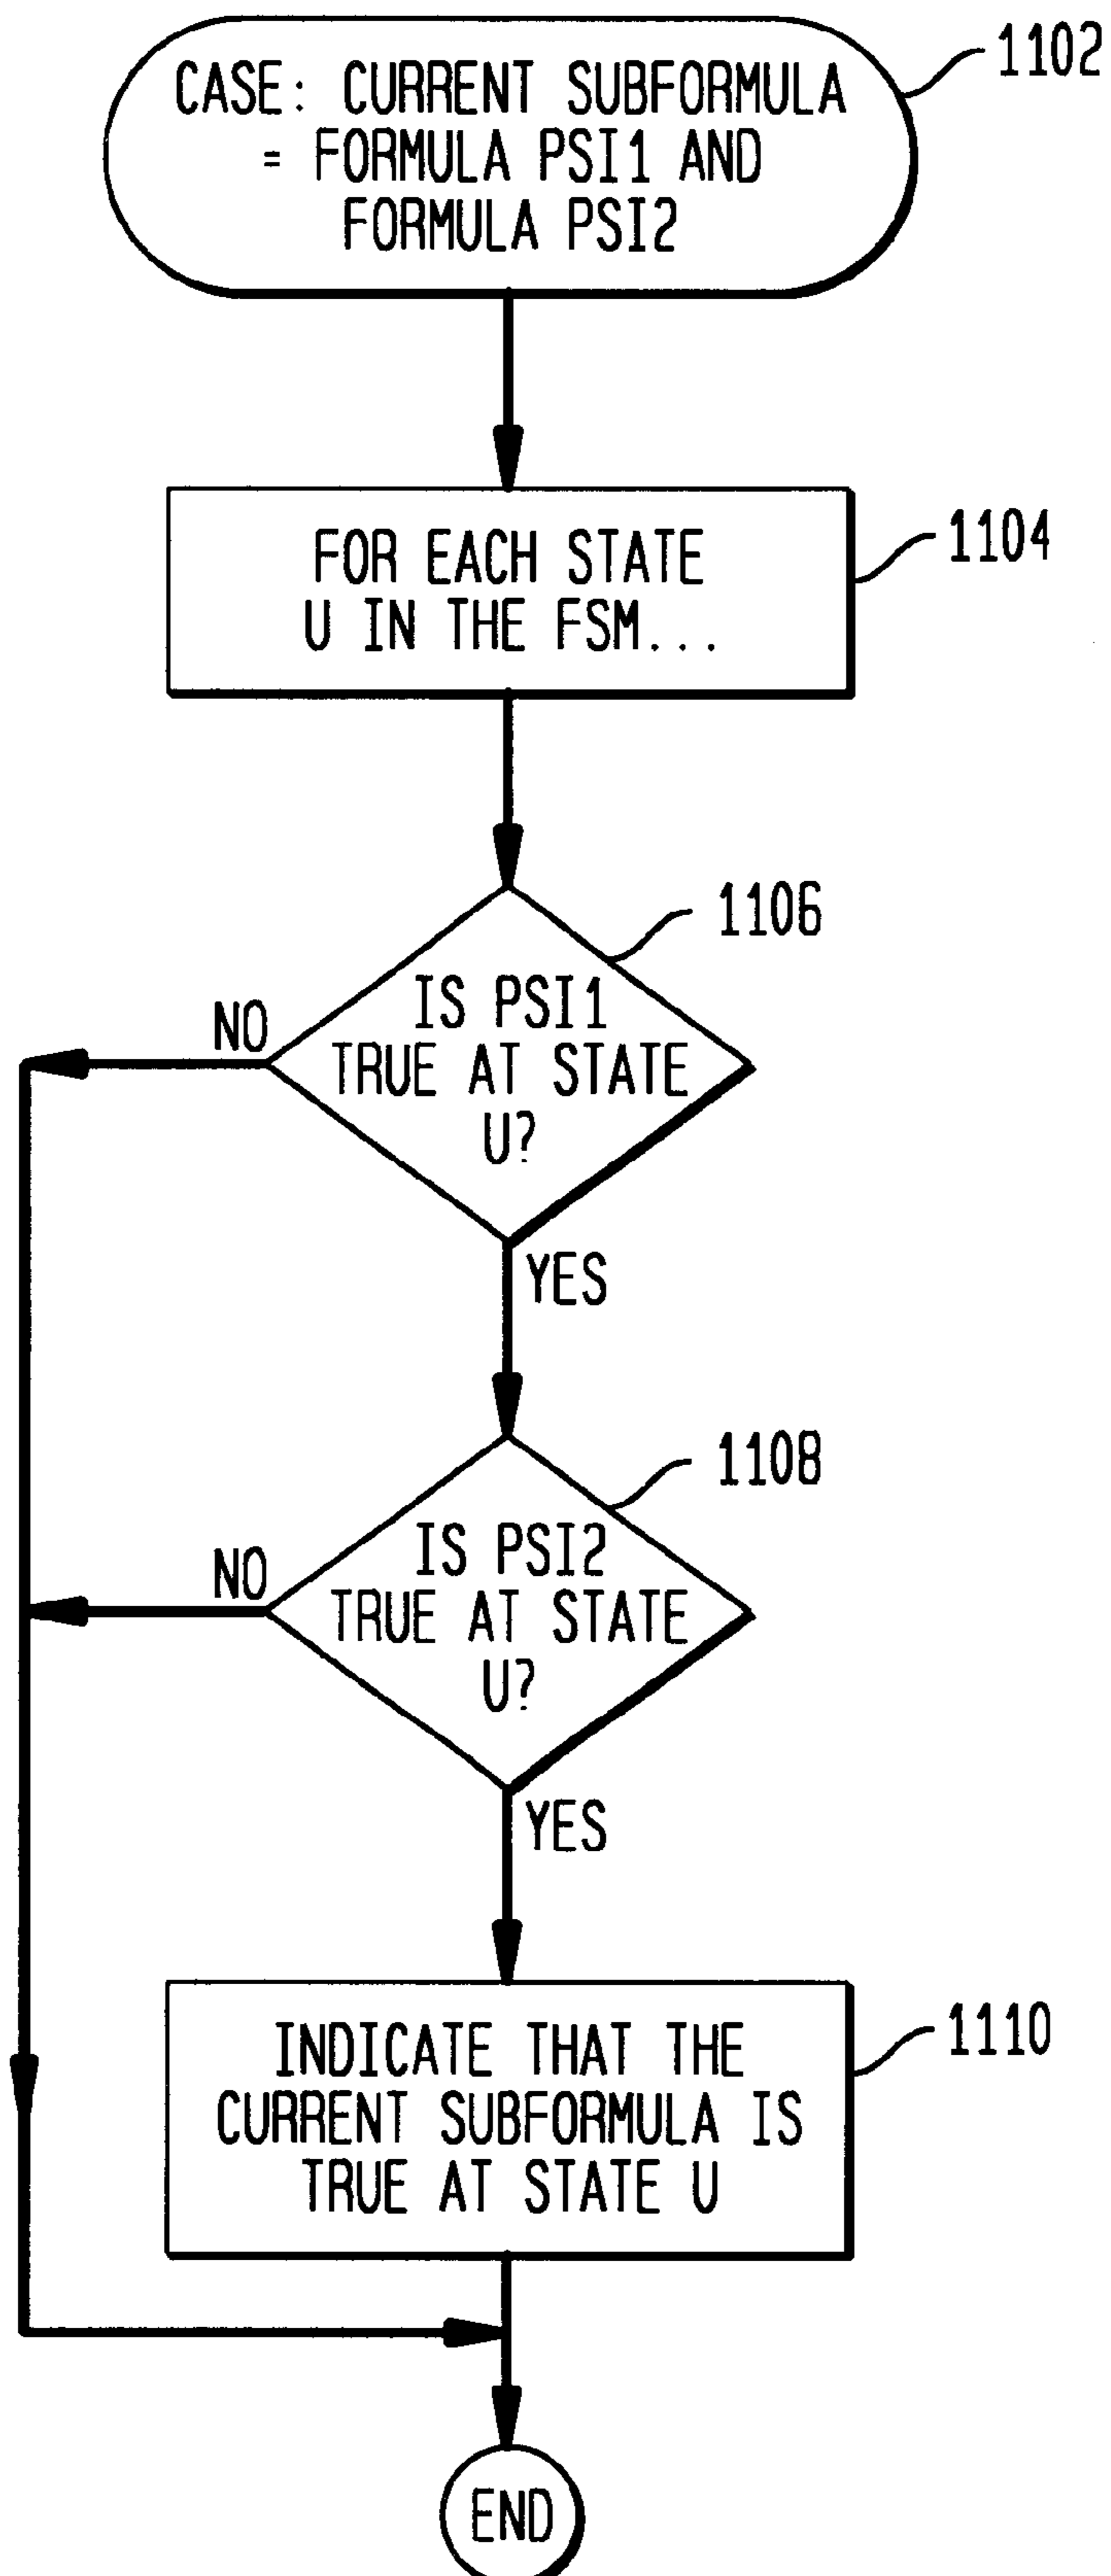 CASE: CURRENT SUBFORMULA
= FORMULA PSI1 AND
FORMULA PSI2
1102
FOR EACH STATE
U IN THE FSM...
1104
IS PSI1
TRUE AT STATE
U?
1106
NO
YES
IS PSI2
TRUE AT STATE
U?
1108
NO
YES
INDICATE THAT THE
CURRENT SUBFORMULA IS
TRUE AT STATE U
1110
END